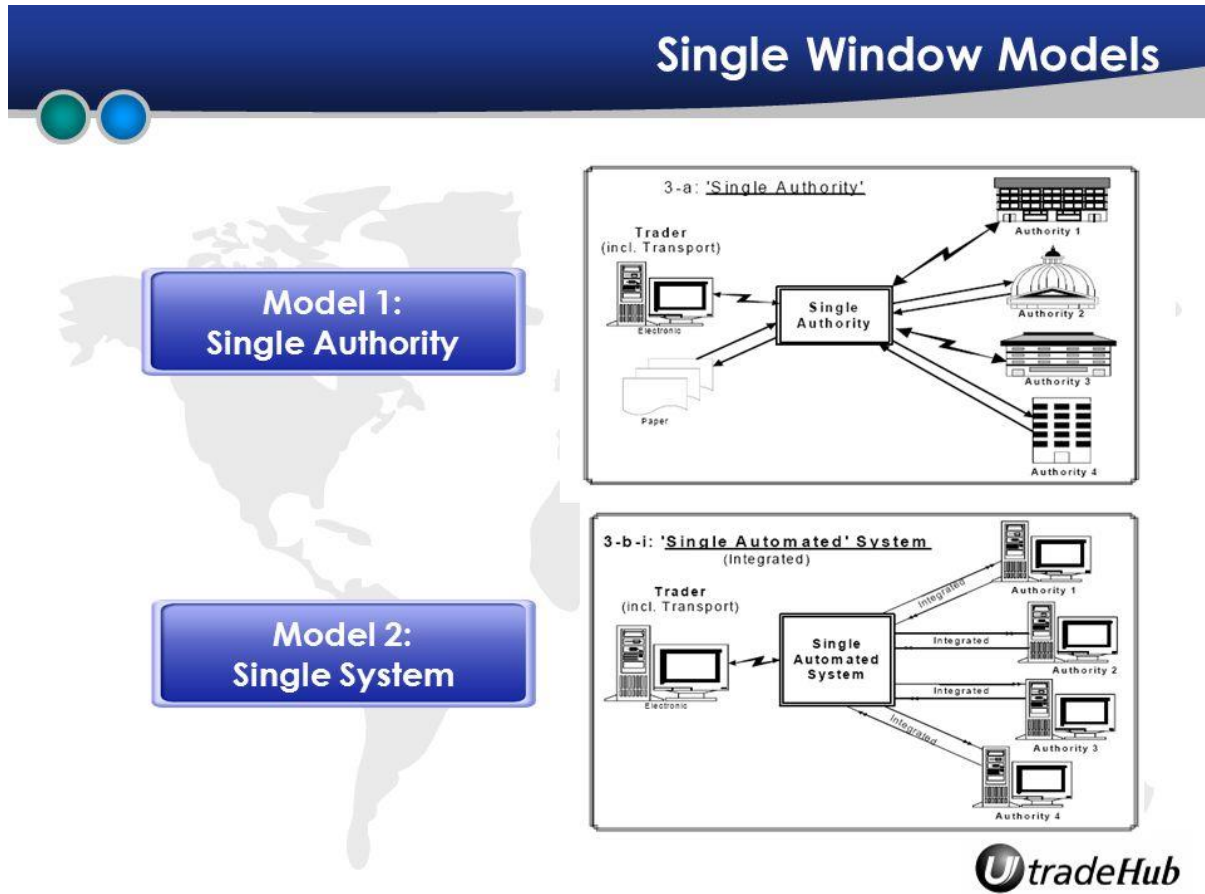 Single Window Models
Model 1:
Single Authority
3-a: 'Single Authority'
Trader
(incl. Transport)
Electronic
Paper
Single
Authority
Authority 1
Authority 2
Authority 3
Authority 4
Model 2:
Single System
3-b-i: 'Single Automated' System
(Integrated)
Trader
(incl. Transport)
Electronic
Single
Automated
System
Integrated
Authority 1
Integrated
Authority 2
Integrated
Authority 3
Integrated
Authority 4
U tradeHub